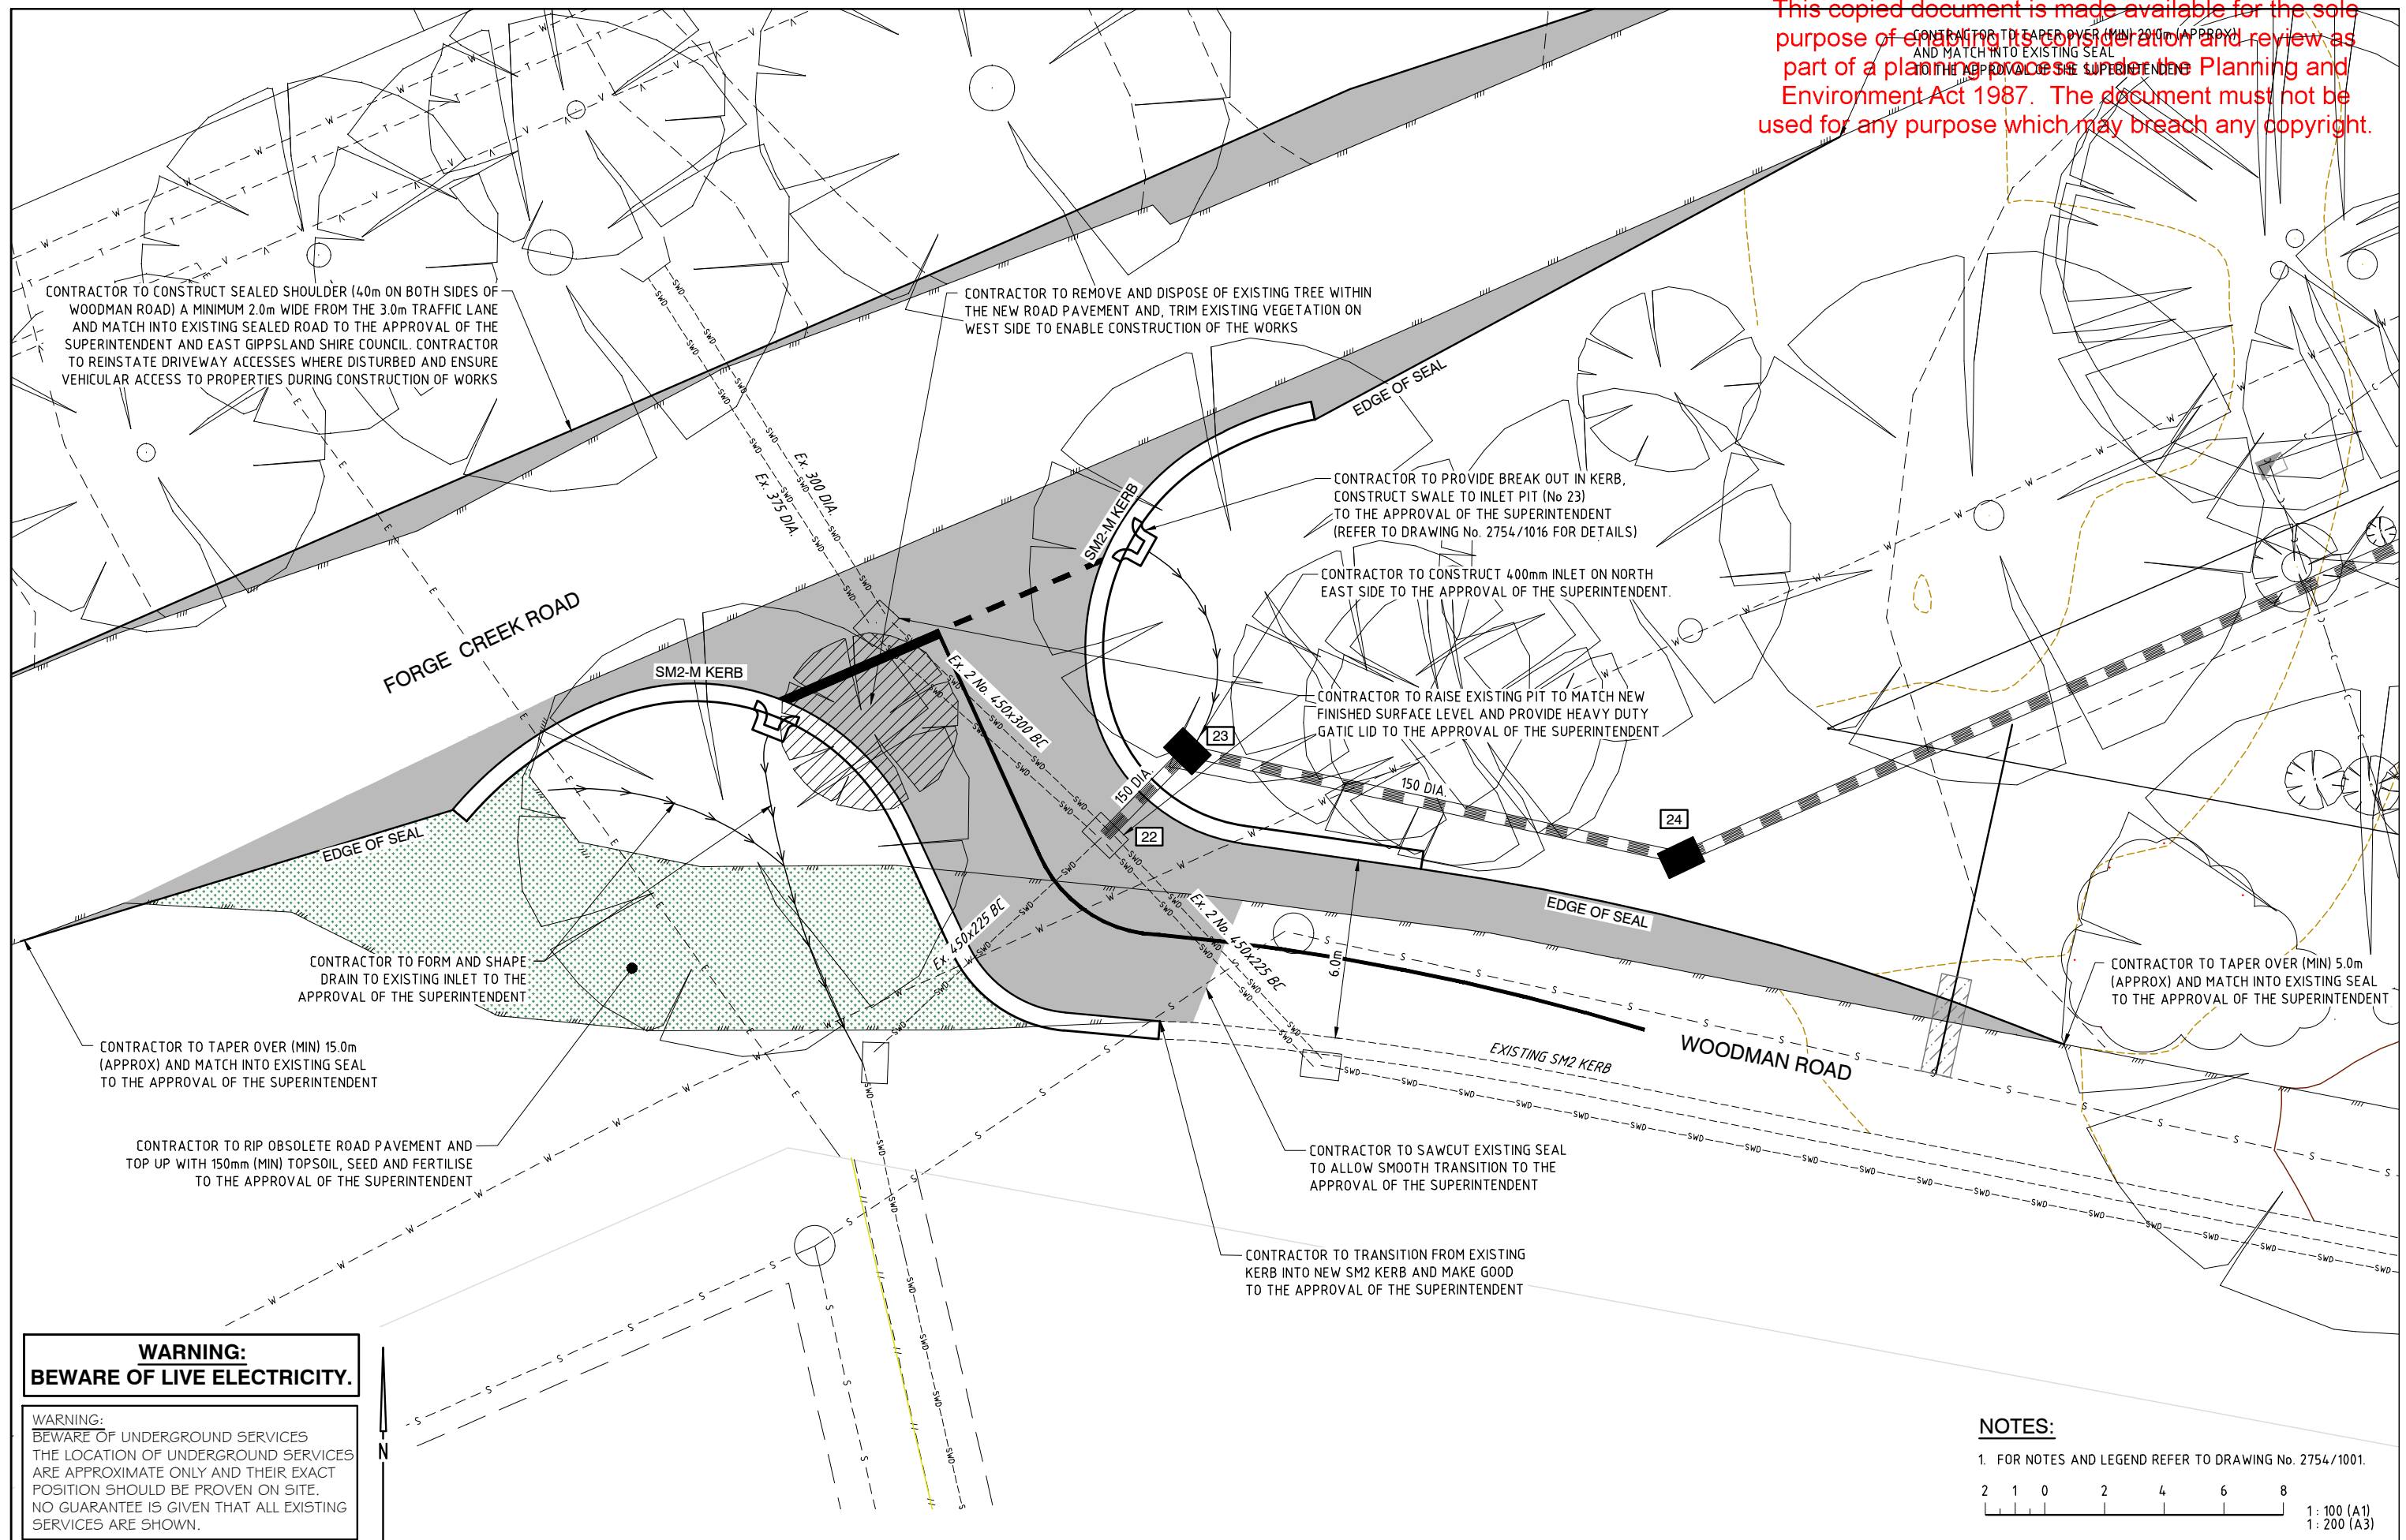 This copied document is made available for the sole
purpose of enabling its consideration and review as
part of a planning process under the Planning and
Environment Act 1987. The document must not be
used for any purpose which may breach any copyright.
CONTRACTOR TO TAPER OVER (MIN) 20.0m (APPROX)
AND MATCH INTO EXISTING SEAL
TO THE APPROVAL OF THE SUPERINTENDENT
CONTRACTOR TO CONSTRUCT SEALED SHOULDER (40m ON BOTH SIDES OF
WOODMAN ROAD) A MINIMUM 2.0m WIDE FROM THE 3.0m TRAFFIC LANE
AND MATCH INTO EXISTING SEALED ROAD TO THE APPROVAL OF THE
SUPERINTENDENT AND EAST GIPPSLAND SHIRE COUNCIL. CONTRACTOR
TO REINSTATE DRIVEWAY ACCESSES WHERE DISTURBED AND ENSURE
VEHICULAR ACCESS TO PROPERTIES DURING CONSTRUCTION OF WORKS
CONTRACTOR TO REMOVE AND DISPOSE OF EXISTING TREE WITHIN
THE NEW ROAD PAVEMENT AND, TRIM EXISTING VEGETATION ON
WEST SIDE TO ENABLE CONSTRUCTION OF THE WORKS
EDGE OF SEAL
Ex. 300 DIA.
Ex. 375 DIA.
SM2-M KERB
CONTRACTOR TO PROVIDE BREAK OUT IN KERB,
CONSTRUCT SWALE TO INLET PIT (No 23)
TO THE APPROVAL OF THE SUPERINTENDENT
(REFER TO DRAWING No. 2754/1016 FOR DETAILS)
CONTRACTOR TO CONSTRUCT 400mm INLET ON NORTH
EAST SIDE TO THE APPROVAL OF THE SUPERINTENDENT.
FORGE CREEK ROAD
SM2-M KERB
Ex. 2 No. 450x300 BC
CONTRACTOR TO RAISE EXISTING PIT TO MATCH NEW
FINISHED SURFACE LEVEL AND PROVIDE HEAVY DUTY
GATIC LID TO THE APPROVAL OF THE SUPERINTENDENT
23
150 DIA.
150 DIA.
24
22
EDGE OF SEAL
Ex. 450x225 BC
Ex. 2 No. 450x225 BC
EDGE OF SEAL
6.0m
CONTRACTOR TO FORM AND SHAPE
DRAIN TO EXISTING INLET TO THE
APPROVAL OF THE SUPERINTENDENT
CONTRACTOR TO TAPER OVER (MIN) 5.0m
(APPROX) AND MATCH INTO EXISTING SEAL
TO THE APPROVAL OF THE SUPERINTENDENT
CONTRACTOR TO TAPER OVER (MIN) 15.0m
(APPROX) AND MATCH INTO EXISTING SEAL
TO THE APPROVAL OF THE SUPERINTENDENT
EXISTING SM2 KERB
WOODMAN ROAD
CONTRACTOR TO RIP OBSOLETE ROAD PAVEMENT AND
TOP UP WITH 150mm (MIN) TOPSOIL, SEED AND FERTILISE
TO THE APPROVAL OF THE SUPERINTENDENT
CONTRACTOR TO SAWCUT EXISTING SEAL
TO ALLOW SMOOTH TRANSITION TO THE
APPROVAL OF THE SUPERINTENDENT
CONTRACTOR TO TRANSITION FROM EXISTING
KERB INTO NEW SM2 KERB AND MAKE GOOD
TO THE APPROVAL OF THE SUPERINTENDENT
WARNING:
BEWARE OF LIVE ELECTRICITY.
WARNING:
BEWARE OF UNDERGROUND SERVICES
THE LOCATION OF UNDERGROUND SERVICES
ARE APPROXIMATE ONLY AND THEIR EXACT
POSITION SHOULD BE PROVEN ON SITE.
NO GUARANTEE IS GIVEN THAT ALL EXISTING
SERVICES ARE SHOWN.
N
NOTES:
1. FOR NOTES AND LEGEND REFER TO DRAWING No. 2754/1001.
2 1 0 2 4 6 8
1 : 100 (A1)
1 : 200 (A3)